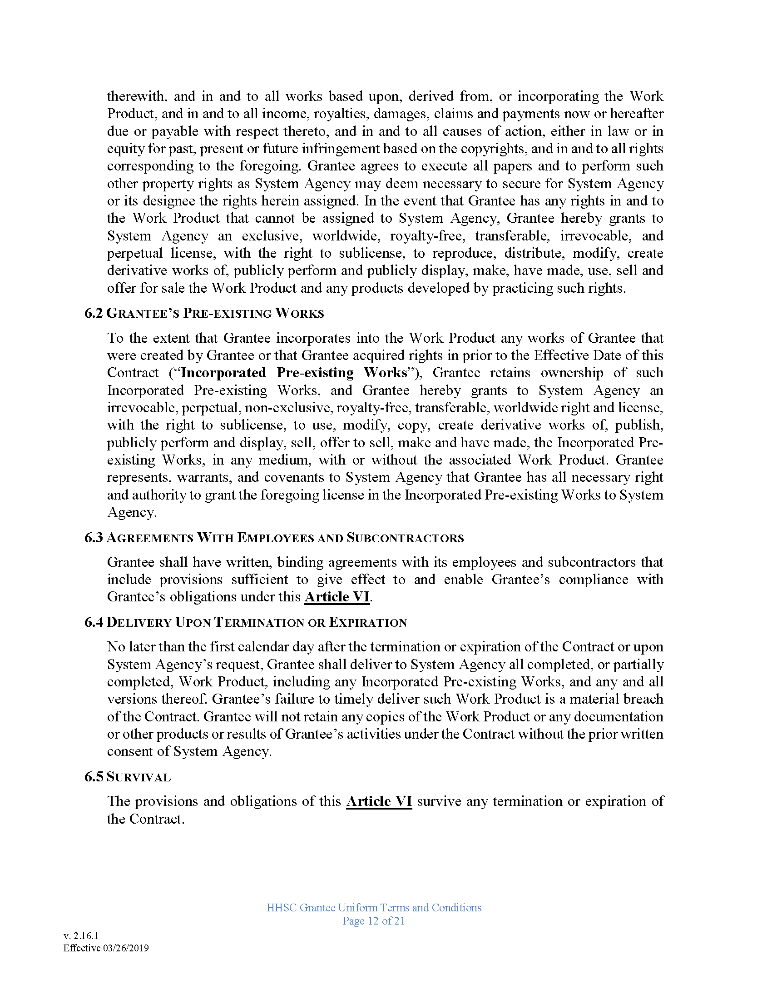 therewith, and in and to all works based upon, derived from, or incorporating the Work
Product, and in and to all income, royalties, damages, claims and payments now or hereafter
due or payable with respect thereto, and in and to all causes of action, either in law or in
equity for past, present or future infringement based on the copyrights, and in and to all rights
corresponding to the foregoing. Grantee agrees to execute all papers and to perform such
other property rights as System Agency may deem necessary to secure for System Agency
or its designee the rights herein assigned. In the event that Grantee has any rights in and to
the Work Product that cannot be assigned to System Agency, Grantee hereby grants to
System Agency an exclusive, worldwide, royalty-free, transferable, irrevocable, and
perpetual license, with the right to sublicense, to reproduce, distribute, modify, create
derivative works of, publicly perform and publicly display, make, have made, use, sell and
offer for sale the Work Product and any products developed by practicing such rights.
6.2 GRANTEE’S PRE-EXISTING WORKS
To the extent that Grantee incorporates into the Work Product any works of Grantee that
were created by Grantee or that Grantee acquired rights in prior to the Effective Date of this
Contract (“Incorporated Pre-existing Works”), Grantee retains ownership of such
Incorporated Pre-existing Works, and Grantee hereby grants to System Agency an
irrevocable, perpetual, non-exclusive, royalty-free, transferable, worldwide right and license,
with the right to sublicense, to use, modify, copy, create derivative works of, publish,
publicly perform and display, sell, offer to sell, make and have made, the Incorporated Pre-
existing Works, in any medium, with or without the associated Work Product. Grantee
represents, warrants, and covenants to System Agency that Grantee has all necessary right
and authority to grant the foregoing license in the Incorporated Pre-existing Works to System
Agency.
6.3 AGREEMENTS WITH EMPLOYEES AND SUBCONTRACTORS
Grantee shall have written, binding agreements with its employees and subcontractors that
include provisions sufficient to give effect to and enable Grantee’s compliance with
Grantee’s obligations under this Article VI.
6.4 DELIVERY UPON TERMINATION OR EXPIRATION
No later than the first calendar day after the termination or expiration of the Contract or upon
System Agency’s request, Grantee shall deliver to System Agency all completed, or partially
completed, Work Product, including any Incorporated Pre-existing Works, and any and all
versions thereof. Grantee’s failure to timely deliver such Work Product is a material breach
of the Contract. Grantee will not retain any copies of the Work Product or any documentation
or other products or results of Grantee’s activities under the Contract without the prior written
consent of System Agency.
6.5 SURVIVAL
The provisions and obligations of this Article VI survive any termination or expiration of
the Contract.
HHSC Grantee Uniform Terms and Conditions
Page 12 of 21
v. 2.16.1
Effective 03/26/2019